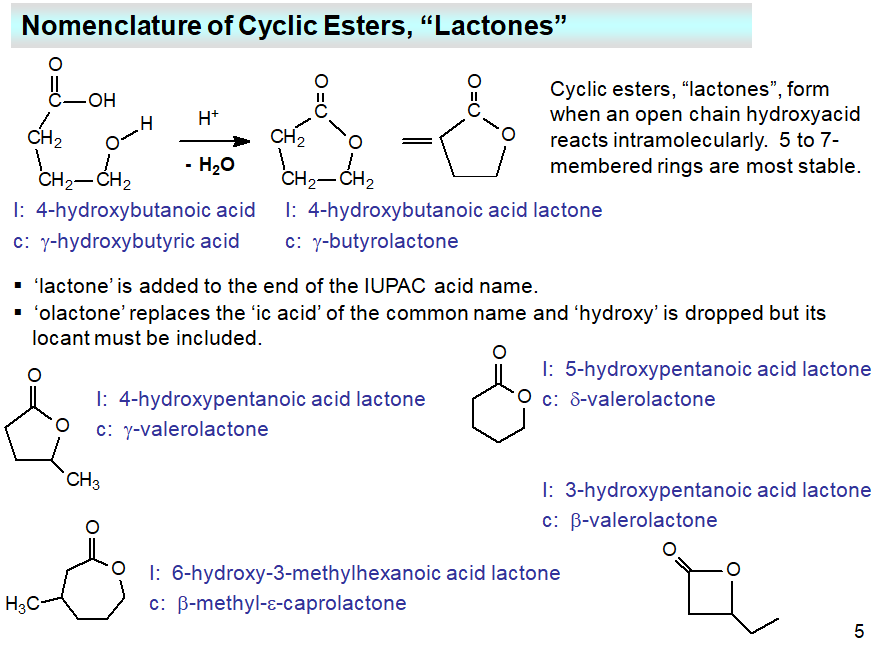 Nomenclature of Cyclic Esters, “Lactones”
O
C—OH
CH2 O H
CH2—CH2
H+
- H2O
O
C
CH2 O
CH2—CH2
O
C
O
Cyclic esters, “lactones”, form
when an open chain hydroxyacid
reacts intramolecularly. 5 to 7-
membered rings are most stable.
I: 4-hydroxybutanoic acid
c: γ-hydroxybutyric acid
I: 4-hydroxybutanoic acid lactone
c: γ-butyrolactone
▪ ‘lactone’ is added to the end of the IUPAC acid name.
▪ ‘olactone’ replaces the ‘ic acid’ of the common name and ‘hydroxy’ is dropped but its
locant must be included.
O
O
CH3
I: 4-hydroxypentanoic acid lactone
c: γ-valerolactone
O
O
I: 5-hydroxypentanoic acid lactone
c: δ-valerolactone
I: 3-hydroxypentanoic acid lactone
c: β-valerolactone
O
O
O
O
H3C
I: 6-hydroxy-3-methylhexanoic acid lactone
c: β-methyl-ε-caprolactone
5